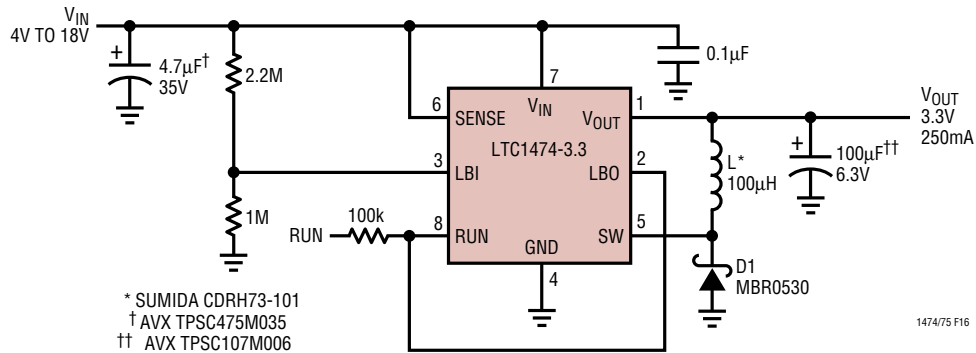 VIN
4V TO 18V
+
4.7µF†
35V
2.2M
0.1µF
7
6
VIN
1
SENSE
VOUT
VOUT
3.3V
250mA
LTC1474-3.3
3
2
LBI
LBO
L*
100µH
+
100µF††
6.3V
1M
100k
RUN
8
RUN
5
SW
GND
4
D1
MBR0530
* SUMIDA CDRH73-101
† AVX TPSC475M035
†† AVX TPSC107M006
1474/75 F16